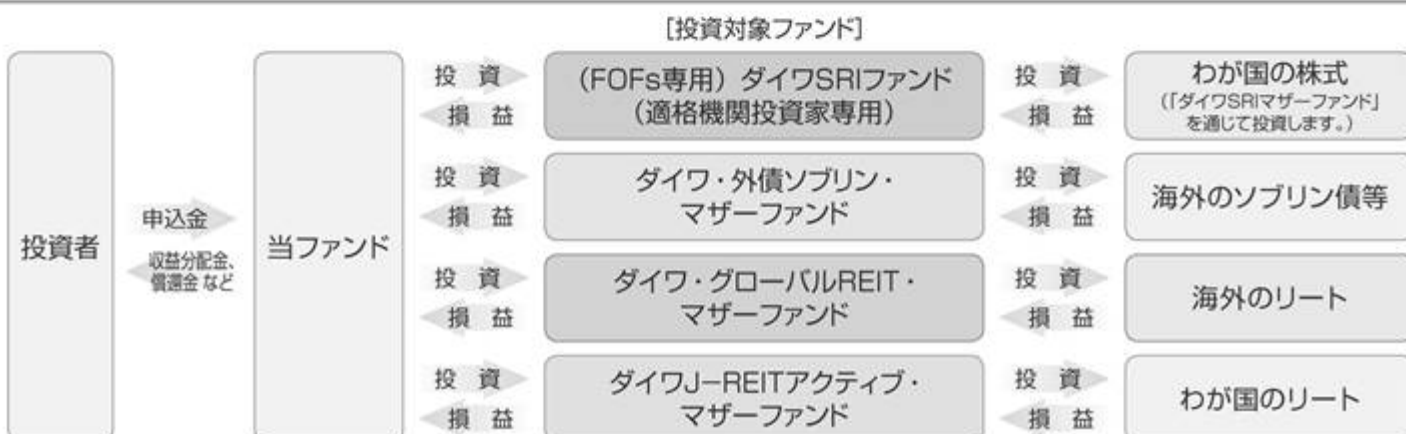 [投資対象ファンド]
投資者
申込金
収益分配金、
償還金 など
当ファンド
投 資
損 益
(FOFs専用)ダイワSRIファンド
(適格機関投資家専用)
投 資
損 益
わが国の株式
(「ダイワSRIマザーファンド」
を通じて投資します。)
投 資
損 益
ダイワ・外債ソブリン・
マザーファンド
投 資
損 益
海外のソブリン債等
投 資
損 益
ダイワ・グローバルREIT・
マザーファンド
投 資
損 益
海外のリート
投 資
損 益
ダイワJ-REITアクティブ・
マザーファンド
投 資
損 益
わが国のリート